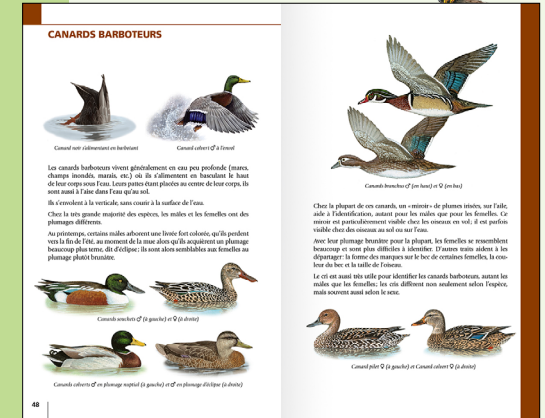 CANARDS BARBOTEURS
Canard noir s'alimentant en barbotant
Canard colvert ♂ à l'envol
Les canards barboteurs vivent généralement en eau peu profonde (mares,
champs inondés, marais, etc.) où ils s'alimentent en basculant le haut
de leur corps sous l'eau. Leurs pattes étant placées au centre de leur corps, ils
sont aussi à l'aise dans l'eau qu'au sol.
Ils s'envolent à la verticale, sans courir à la surface de l'eau.
Chez la très grande majorité des espèces, les mâles et les femelles ont des
plumages différents.
Au printemps, certains mâles arborent une livrée fort colorée, qu'ils perdent
vers la fin de l'été, au moment de la mue alors qu'ils acquièrent un plumage
beaucoup plus terne, dit d'éclipse; ils sont alors semblables aux femelles au
plumage plutôt brunâtre.
Canards souchets ♂ (à gauche) et ♀ (à droite)
Canards colverts ♂ en plumage nuptial (à gauche) et ♂ en plumage d'éclipse (à droite)
48
Canards branchus ♂ (en haut) et ♀ (en bas)
Chez la plupart de ces canards, un «miroir» de plumes irisées, sur l'aile,
aide à l'identification, autant pour les mâles que pour les femelles. Ce
miroir est particulièrement visible chez les oiseaux en vol; il est parfois
visible chez des oiseaux au sol ou sur l'eau.
Avec leur plumage brunâtre pour la plupart, les femelles se ressemblent
beaucoup et sont plus difficiles à identifier. D'autres traits aident à les
départager: la forme des marques sur le bec de certaines femelles, la cou-
leur du bec et la taille de l'oiseau.
Le cri est aussi très utile pour identifier les canards barboteurs, autant les
mâles que les femelles; les cris diffèrent non seulement selon l'espèce,
mais souvent aussi selon le sexe.
Canard pilet ♀ (à gauche) et Canard colvert ♀ (à droite)